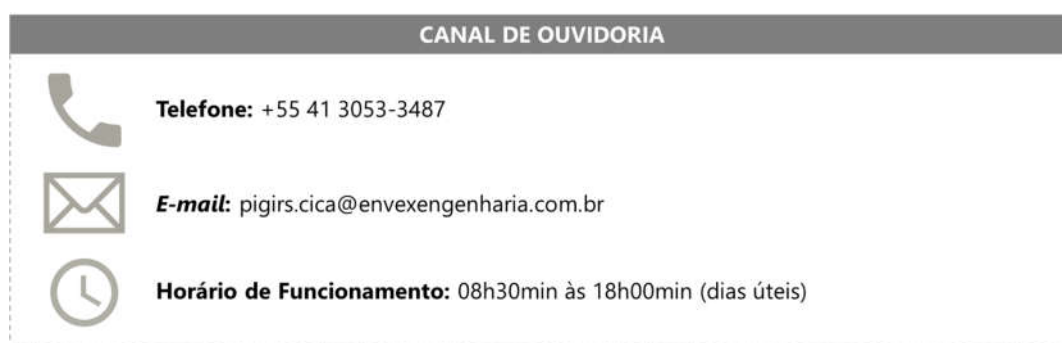 CANAL DE OUVIDORIA
Telefone: +55 41 3053-3487
E-mail: pigirs.cica@envexengenharia.com.br
Horário de Funcionamento: 08h30min às 18h00min (dias úteis)